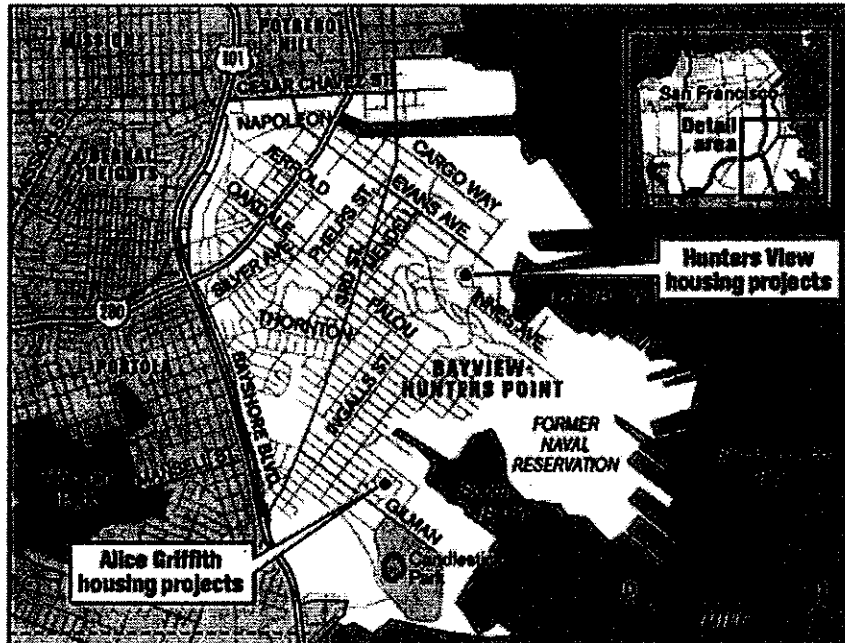 MISSION
POTRERO
HILL
101
CESAR CHAVEZ ST.
San Francisco
Detail
area
NAPOLEON
CARGO WAY
EVANS AVE.
JERROLD
BERNAL
HEIGHTS
OAKDALE
PHELPS ST.
MENDELL
SILVER AVE.
3RD ST.
Hunters View
housing projects
280
THORNTON
PALOU
INNES AVE.
PORTOLA
BAYSHORE BLVD.
INGALLS ST.
BAYVIEW-
HUNTERS POINT
FORMER
NAVAL
RESERVATION
GILMAN
Alice Griffith
housing projects
Candlestick
Park